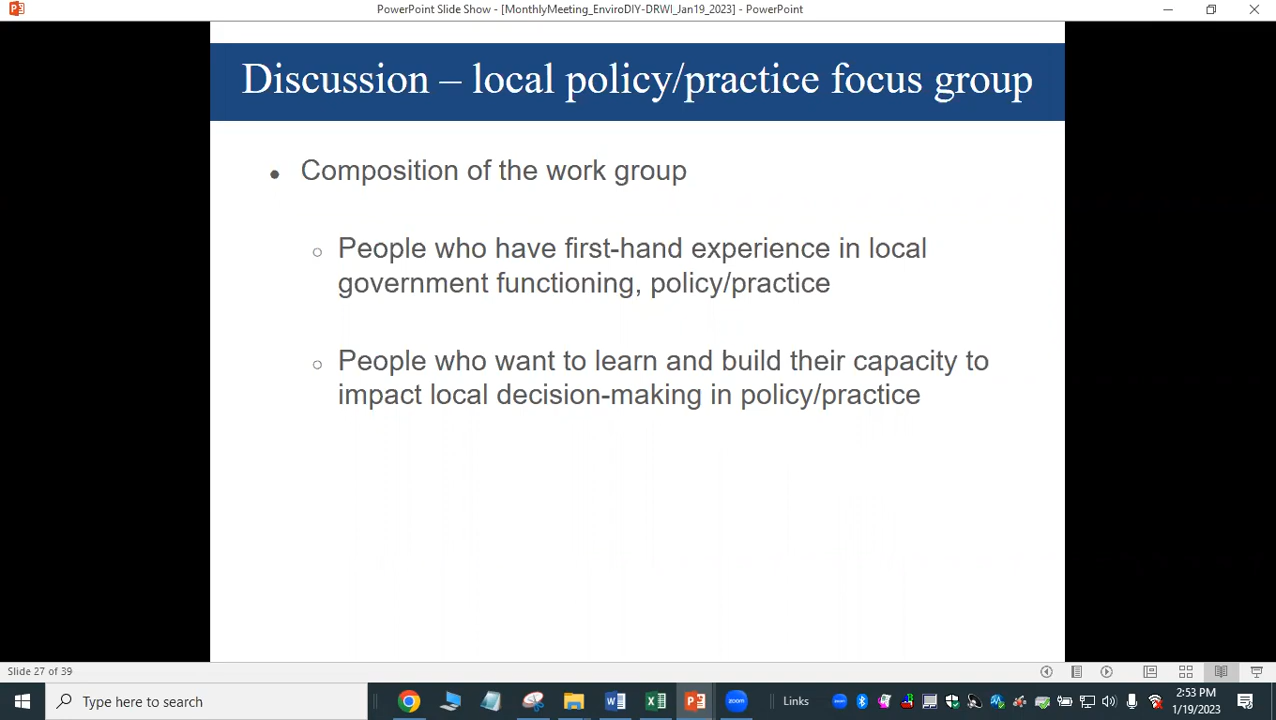 PowerPoint Slide Show - [MonthlyMeeting_EnviroDIY-DRWI_Jan19_2023] - PowerPoint
Discussion – local policy/practice focus group
• Composition of the work group
○ People who have first-hand experience in local
government functioning, policy/practice
○ People who want to learn and build their capacity to
impact local decision-making in policy/practice
Slide 27 of 39
Type here to search
zoom
Links
2:53 PM
1/19/2023